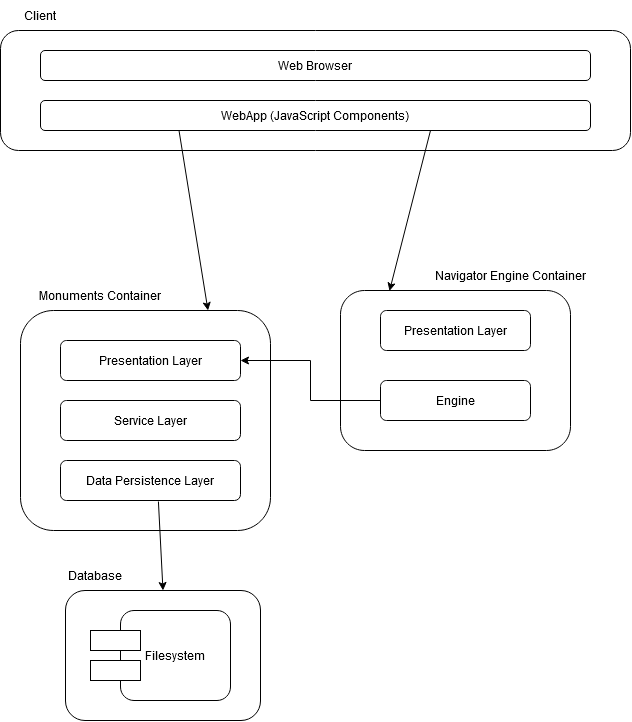 Client
Web Browser
WebApp (JavaScript Components)
Navigator Engine Container
Monuments Container
Presentation Layer
Presentation Layer
Engine
Service Layer
Data Persistence Layer
Database
Filesystem